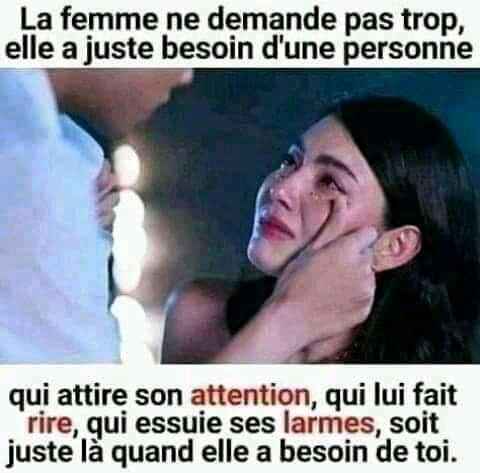 La femme ne demande pas trop,
elle a juste besoin d'une personne
qui attire son attention, qui lui fait
rire, qui essuie ses larmes, soit
juste là quand elle a besoin de toi.